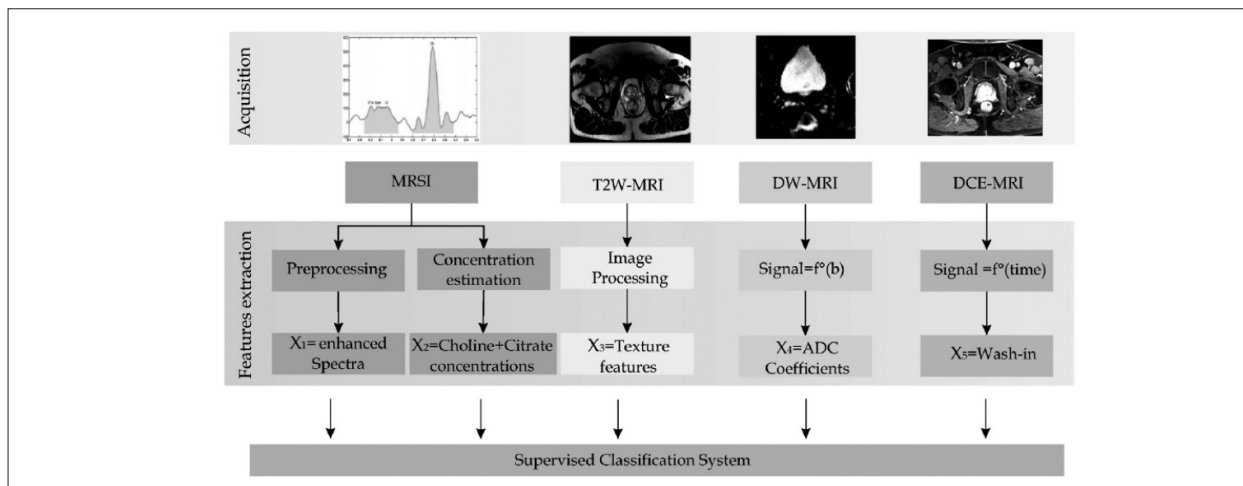 Acquisition
MRSI
T2W-MRI
DW-MRI
DCE-MRI
Features extraction
Preprocessing
Concentration
estimation
Image
Processing
Signal=f°(b)
Signal =f°(time)
X₁= enhanced
Spectra
X₂=Choline+Citrate
concentrations
X₃=Texture
features
X₄=ADC
Coefficients
X₅=Wash-in
Supervised Classification System